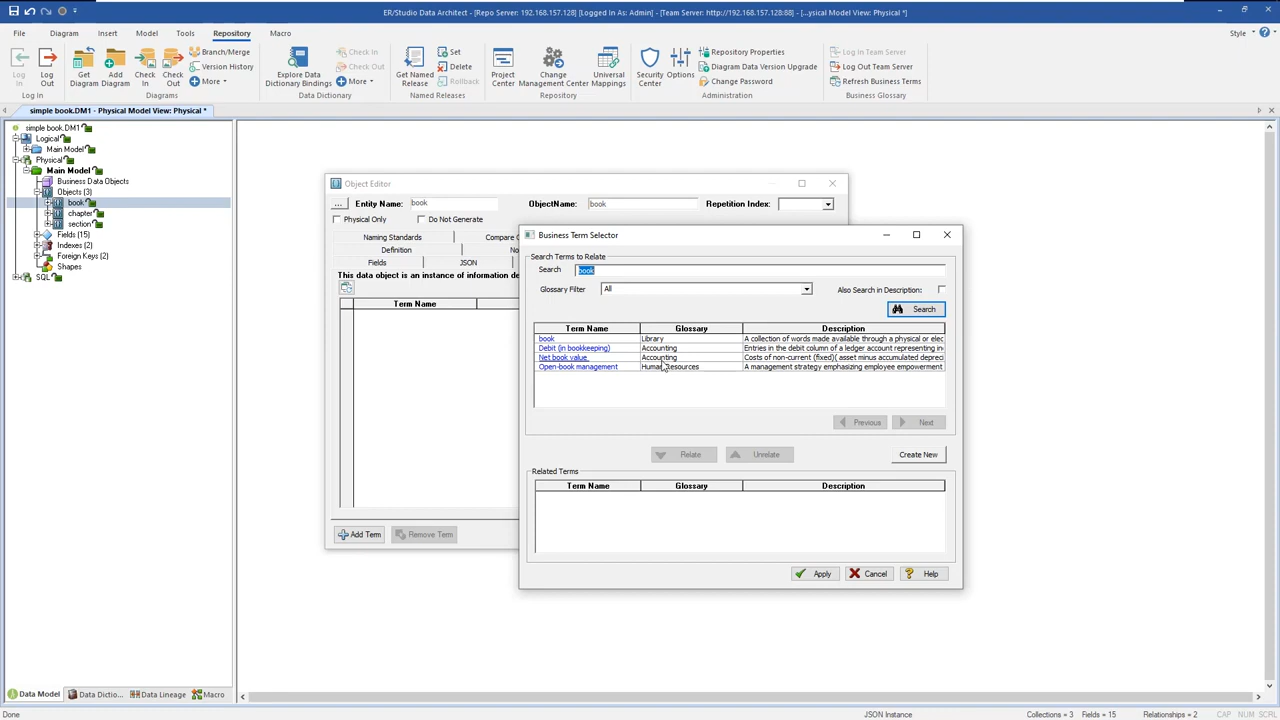 ER/Studio Data Architect - [Repo Server: 192.168.157.128] [Logged In As: Admin] - [Team Server: http://192.168.157.128:88] - [...ysical Model View: Physical *]
File Diagram Insert Model Tools Repository Macro Style
Log In
Log Out
Log In
Get Diagram
Add Diagram
Check In
Check Out
Branch/Merge
Version History
More
Diagrams
Explore Data Dictionary Bindings
Check In
Check Out
More
Data Dictionary
Get Named Release
Set
Delete
Rollback
Named Releases
Project Center
Change Management Center
Universal Mappings
Repository
Security Center
Options
Repository Properties
Diagram Data Version Upgrade
Change Password
Administration
Log In Team Server
Log Out Team Server
Refresh Business Terms
Business Glossary
simple book.DM1 - Physical Model View: Physical *
simple book.DM1
Logical
Main Model
Physical
Main Model
Business Data Objects
Objects (3)
book
chapter
section
Fields (15)
Indexes (2)
Foreign Keys (2)
Shapes
SQL
Object Editor
... Entity Name: book ObjectName: book Repetition Index:
Physical Only Do Not Generate
Naming Standards Compare
Definition
Fields JSON
This data object is an instance of information de
Term Name
Add Term Remove Term
Business Term Selector
Search Terms to Relate
Search book
Glossary Filter All Also Search in Description:
Search
Term Name Glossary Description
book Library A collection of words made available through a physical or elec
Debit (in bookkeeping) Accounting Entries in the debit column of a ledger account representing inc
Net book value Accounting Costs of non-current (fixed)( asset minus accumulated depreci
Open-book management Human Resources A management strategy emphasizing employee empowerment
Previous Next
Relate Unrelate Create New
Related Terms
Term Name Glossary Description
Apply Cancel Help
Data Model Data Dictio... Data Lineage Macro
Done JSON Instance Collections = 3 Fields = 15 Relationships = 2 CAP NUM SCRL